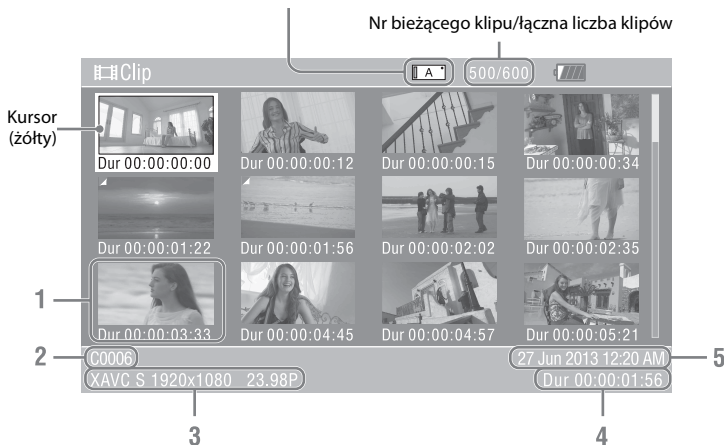 Nr bieżącego klipu/łączna liczba klipów
Clip
A
500/600
Kursor
(żółty)
Dur 00:00:00:00
Dur 00:00:00:12
Dur 00:00:00:15
Dur 00:00:00:34
Dur 00:00:01:22
Dur 00:00:01:56
Dur 00:00:02:02
Dur 00:00:02:35
1
Dur 00:00:03:33
Dur 00:00:04:45
Dur 00:00:04:57
Dur 00:00:05:21
2
C0006
27 Jun 2013 12:20 AM
5
XAVC S 1920x1080 23.98P
Dur 00:00:01:56
3
4